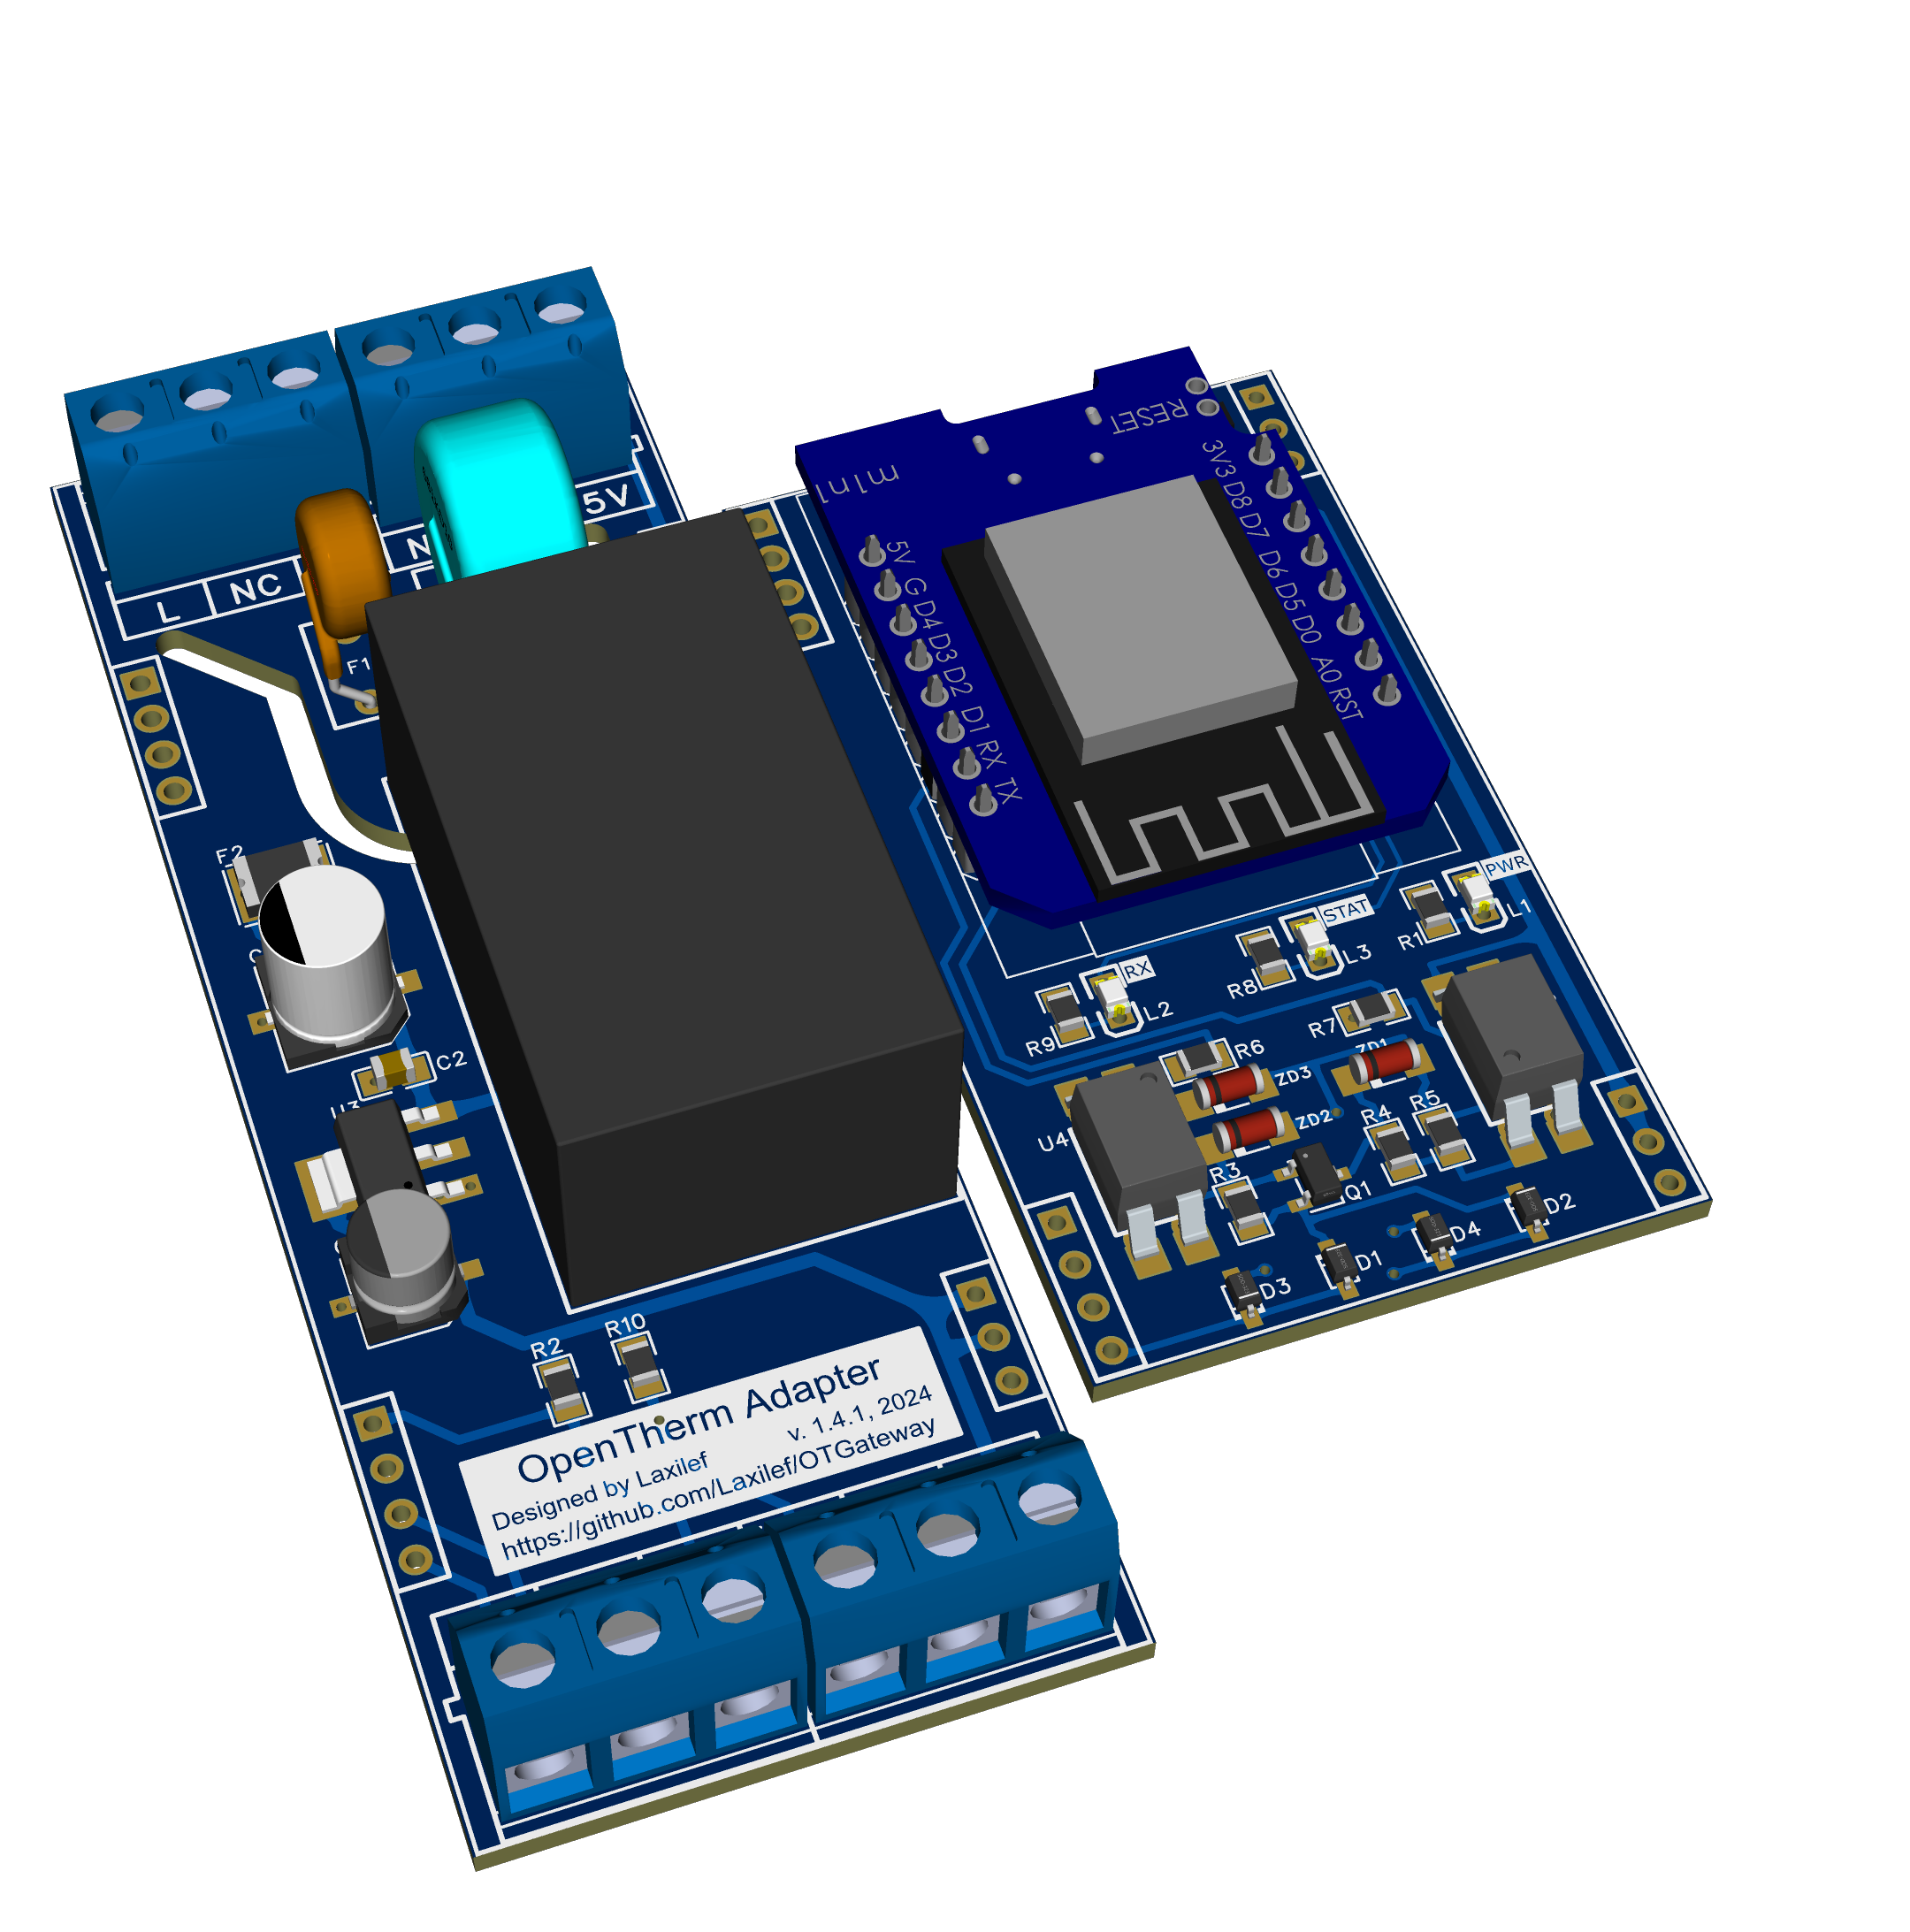 L
NC
N
5V
F1
F2
C2
U3
R2
R10
OpenTherm Adapter
v. 1.4.1, 2024
Designed by Laxilef
https://github.com/Laxilef/OTGateway
RESET
m1n1
5V G D4 D3 D2 D1 RX TX
3V3 D8 D7 D6 D5 D0 A0 RST
PWR
L1
R1
STAT
L3
R8
RX
L2
R9
R7
ZD1
R6
ZD3
ZD2
U4
R3
Q1
R4
R5
D2
D4
D1
D3